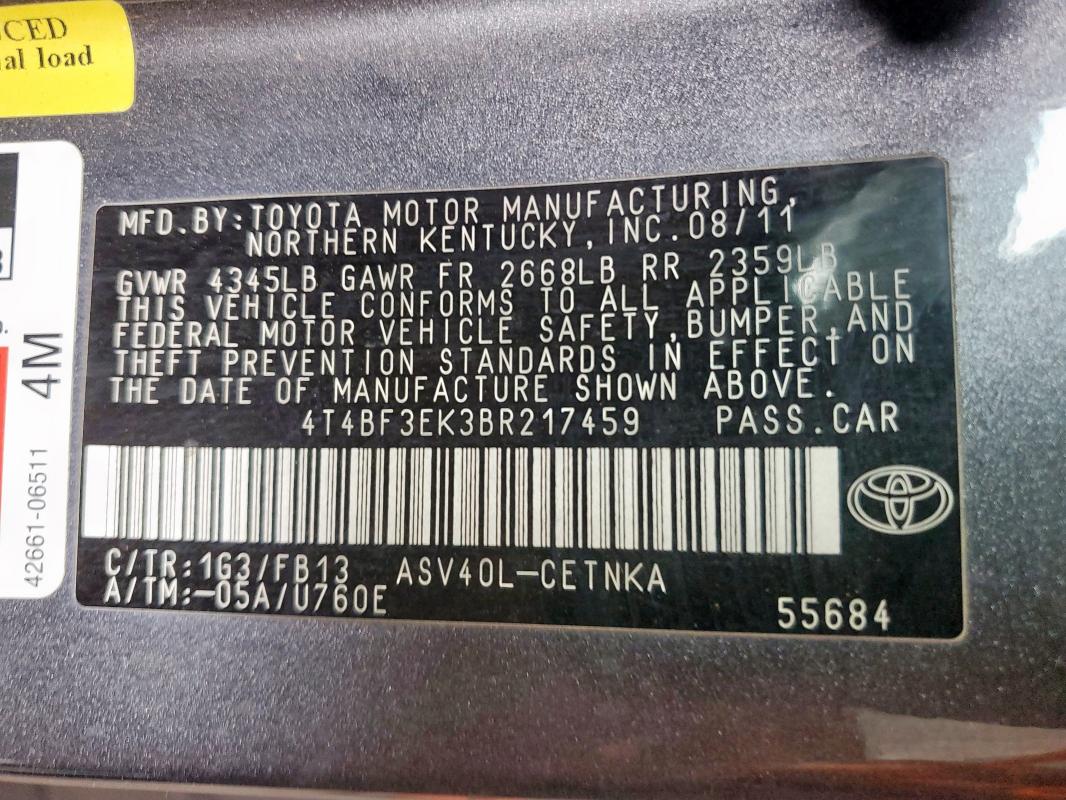 CED
al load
4M
42661-06511
MFD.BY:TOYOTA MOTOR MANUFACTURING,
NORTHERN KENTUCKY,INC.08/11
GVWR 4345LB GAWR FR 2668LB RR 2359LB
THIS VEHICLE CONFORMS TO ALL APPLICABLE
FEDERAL MOTOR VEHICLE SAFETY,BUMPER,AND
THEFT PREVENTION STANDARDS IN EFFECT ON
THE DATE OF MANUFACTURE SHOWN ABOVE.
4T4BF3EK3BR217459 PASS.CAR
C/TR:1G3/FB13 ASV40L-CETNKA
A/TM:-05A/U760E
55684